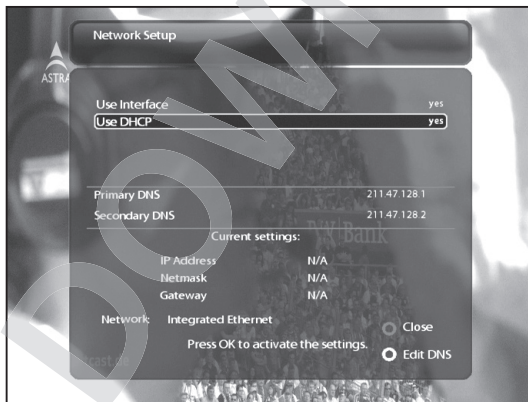 Network Setup
ASTRA
Use Interface yes
Use DHCP yes
Primary DNS 211.47.128.1
Secondary DNS 211.47.128.2
Bank
Current settings:
IP Address N/A
Netmask N/A
Gateway N/A
Network: Integrated Ethernet
Close
Press OK to activate the settings.
Edit DNS